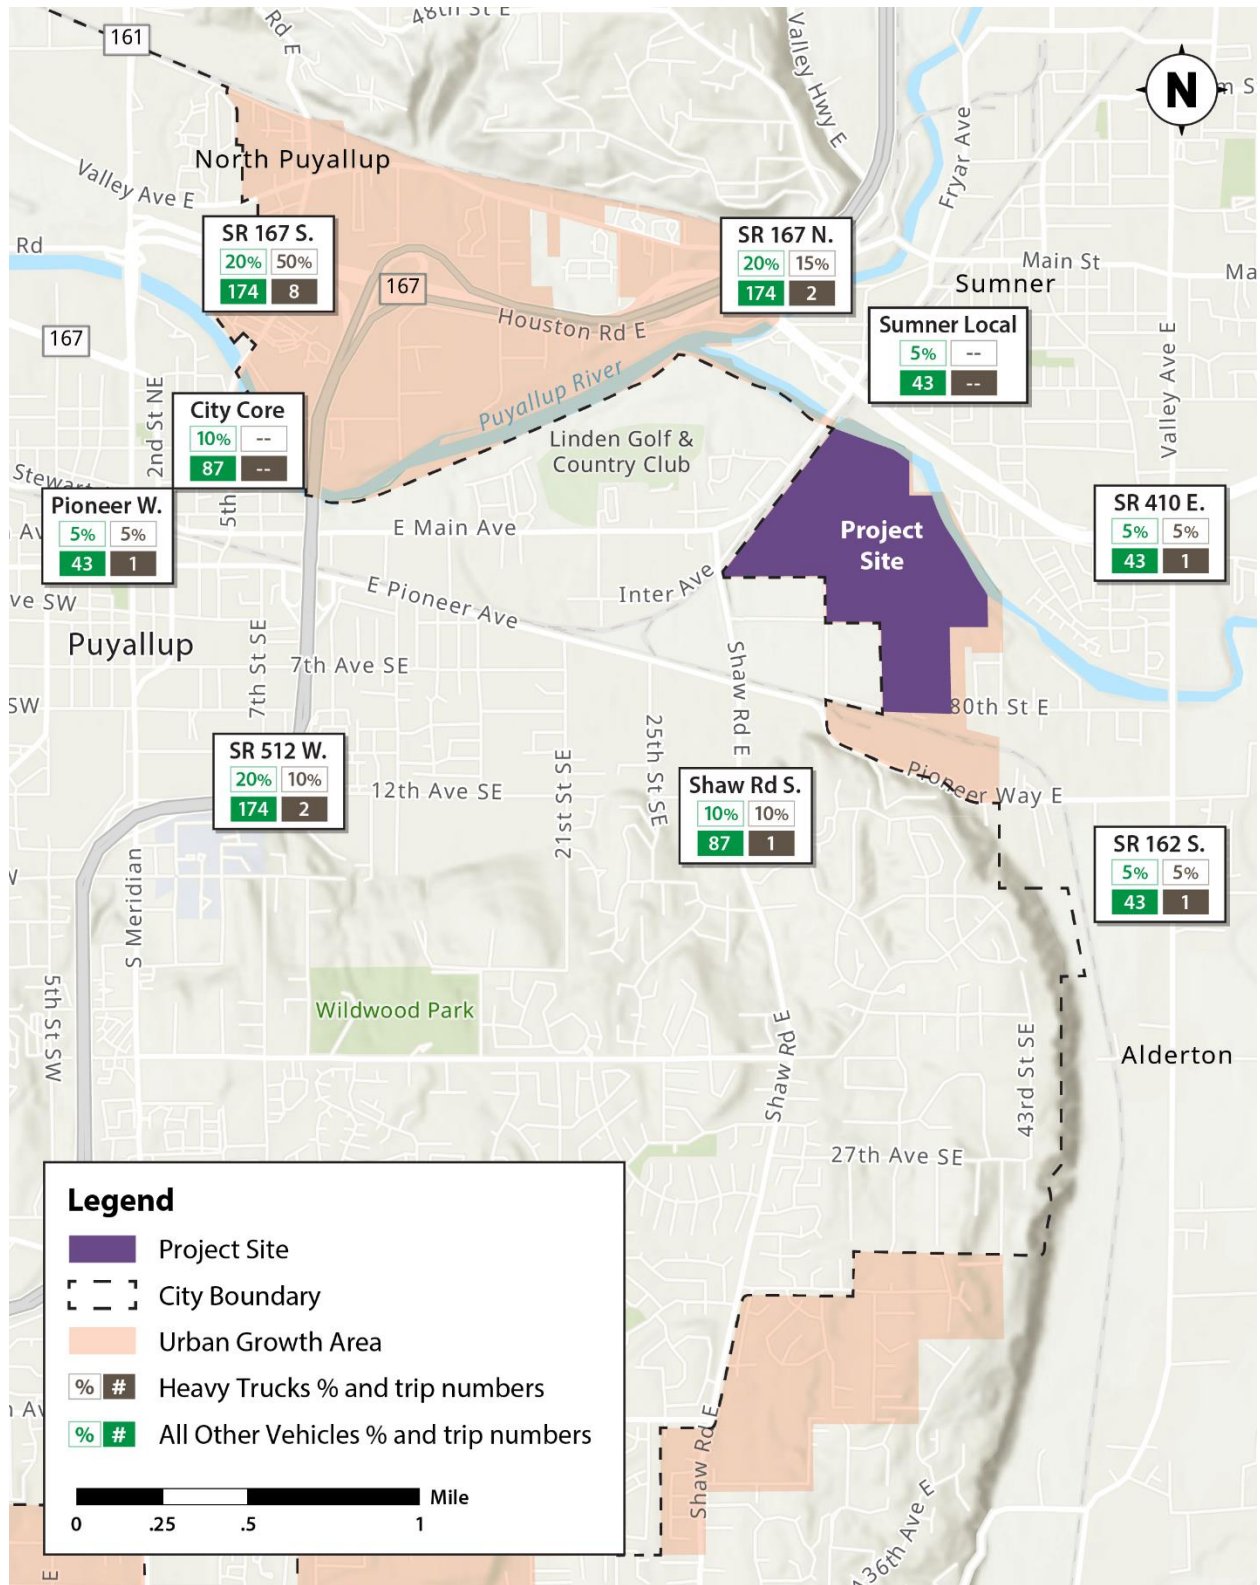 48th St E
161
Rd E
Valley Hwy E
N
m S
Fryar Ave
North Puyallup
Valley Ave E
SR 167 S.
20% 50%
174 8
SR 167 N.
20% 15%
174 2
Rd
Main St
Ma
Sumner
167
167
Houston Rd E
Sumner Local
5% --
43 --
Puyallup River
Valley Ave E
2nd St NE
City Core
10% --
87 --
Linden Golf &
Country Club
Stewart
5th
Pioneer W.
5% 5%
43 1
E Main Ave
Project
Site
SR 410 E.
5% 5%
43 1
Inter Ave
E Pioneer Ave
ve SW
Puyallup
7th St SE
7th Ave SE
Shaw Rd E
SW
80th St E
25th St SE
21st St SE
SR 512 W.
20% 10%
174 2
12th Ave SE
Shaw Rd S.
10% 10%
87 1
Pioneer Way E
SR 162 S.
5% 5%
43 1
S Meridian
5th St SW
Wildwood Park
Shaw Rd E
43rd St SE
Alderton
27th Ave SE
Legend
Project Site
City Boundary
Urban Growth Area
% # Heavy Trucks % and trip numbers
% # All Other Vehicles % and trip numbers
Mile
0 .25 .5 1
Shaw Rd E
136th Ave E
E